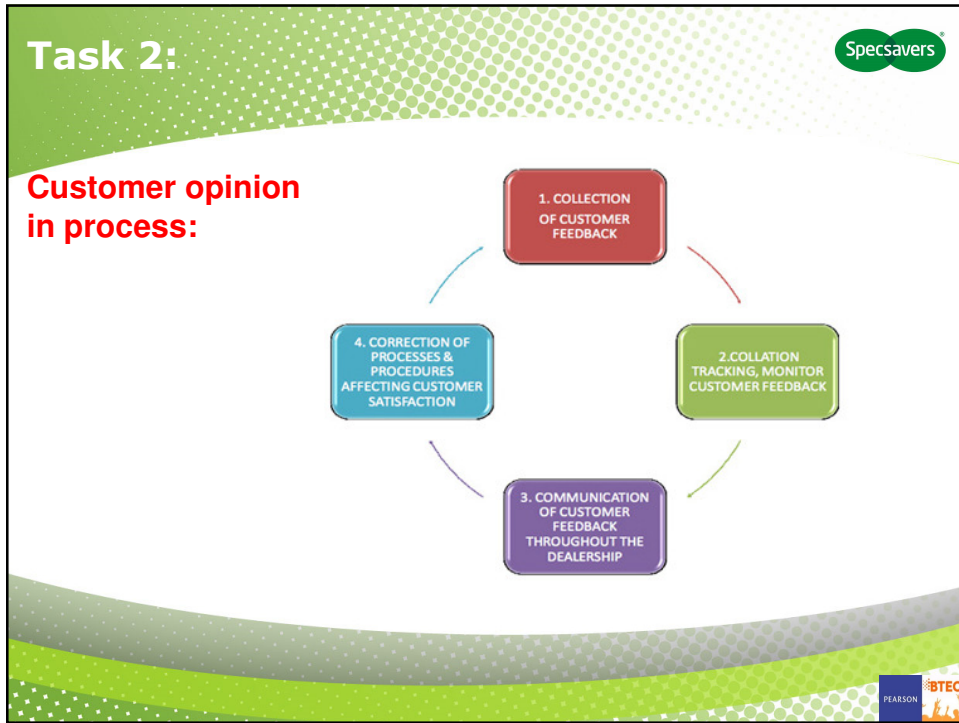 Task 2:
Specsavers
Customer opinion
in process:
1. COLLECTION
OF CUSTOMER
FEEDBACK
2.COLLATION
TRACKING, MONITOR
CUSTOMER FEEDBACK
3. COMMUNICATION
OF CUSTOMER
FEEDBACK
THROUGHOUT THE
DEALERSHIP
4. CORRECTION OF
PROCESSES &
PROCEDURES
AFFECTING CUSTOMER
SATISFACTION
PEARSON
BTEC